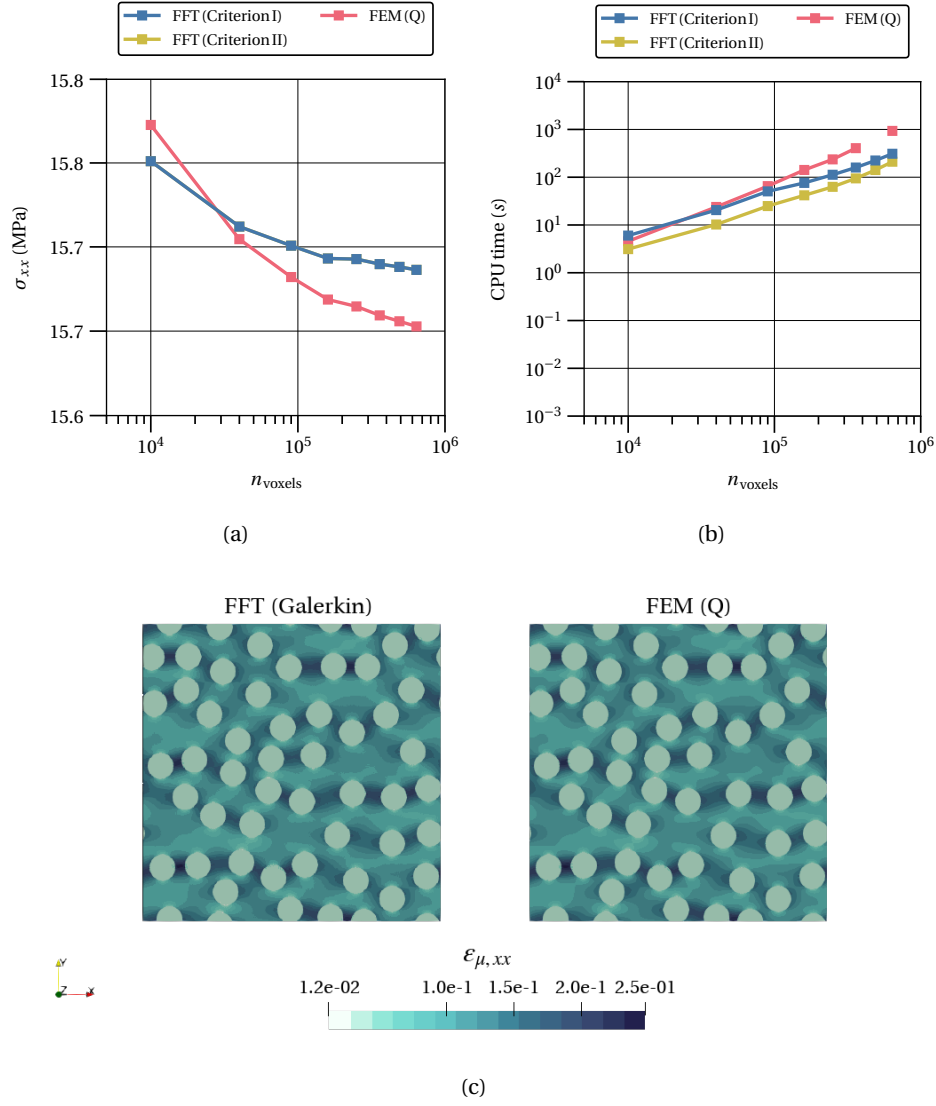 FFT (Criterion I) FEM (Q)
FFT (Criterion II)
15.8
15.8
15.7
15.7
15.6
σxx (MPa)
10^4 10^5 10^6
nvoxels
(a)
FFT (Criterion I) FEM (Q)
FFT (Criterion II)
10^4
10^3
10^2
10^1
10^0
10^−1
10^−2
10^−3
CPU time (s)
10^4 10^5 10^6
nvoxels
(b)
FFT (Galerkin) FEM (Q)
Y
Z X
εμ,xx
1.2e-02 1.0e-1 1.5e-1 2.0e-1 2.5e-01
(c)